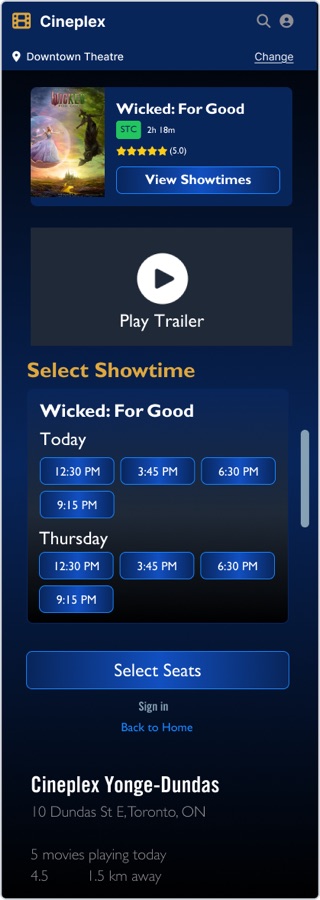 Cineplex
Downtown Theatre
Change
WICKED
Wicked: For Good
STC
2h 18m
(5.0)
View Showtimes
Play Trailer
Select Showtime
Wicked: For Good
Today
12:30 PM
3:45 PM
6:30 PM
9:15 PM
Thursday
12:30 PM
3:45 PM
6:30 PM
9:15 PM
Select Seats
Sign in
Back to Home
Cineplex Yonge-Dundas
10 Dundas St E,Toronto, ON
5 movies playing today
4.5 1.5 km away